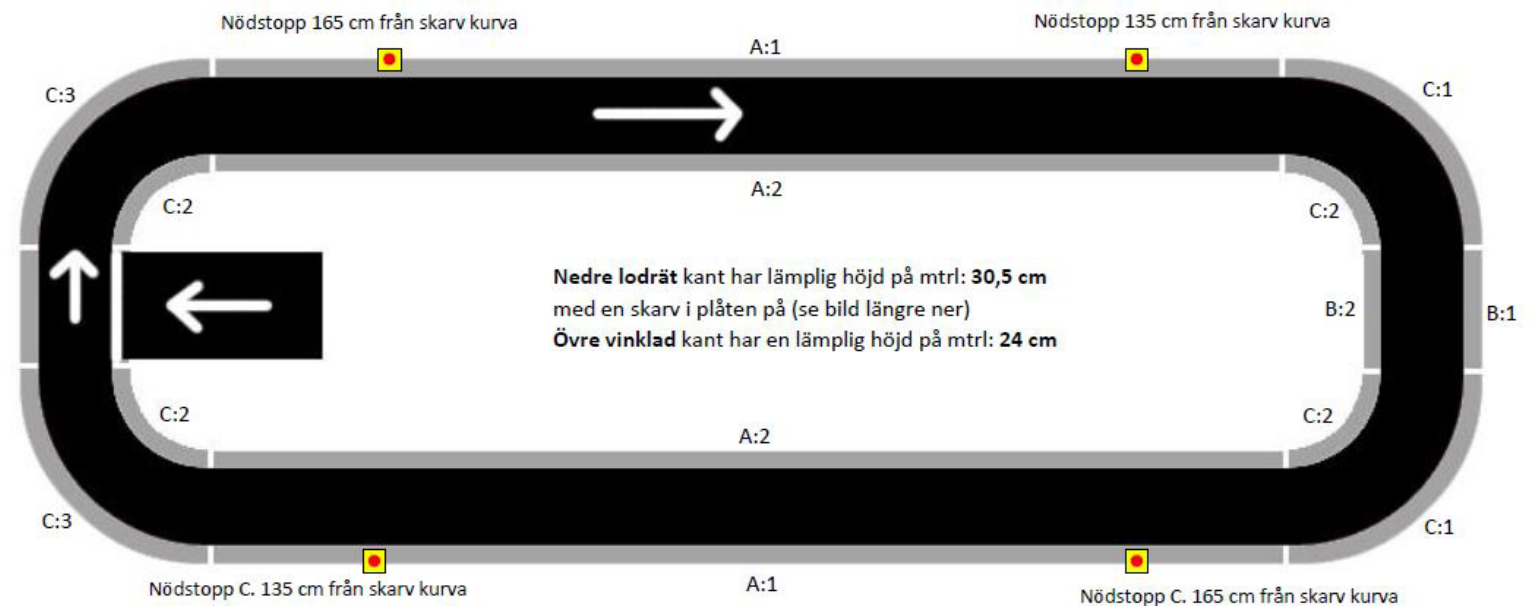 Nödstopp 165 cm från skarv kurva
Nödstopp 135 cm från skarv kurva
A:1
C:3
C:1
A:2
C:2
C:2
Nedre lodrät kant har lämplig höjd på mtrl: 30,5 cm
med en skarv i plåten på (se bild längre ner)
Övre vinklad kant har en lämplig höjd på mtrl: 24 cm
B:2
B:1
C:2
C:2
A:2
C:3
C:1
Nödstopp C. 135 cm från skarv kurva
A:1
Nödstopp C. 165 cm från skarv kurva